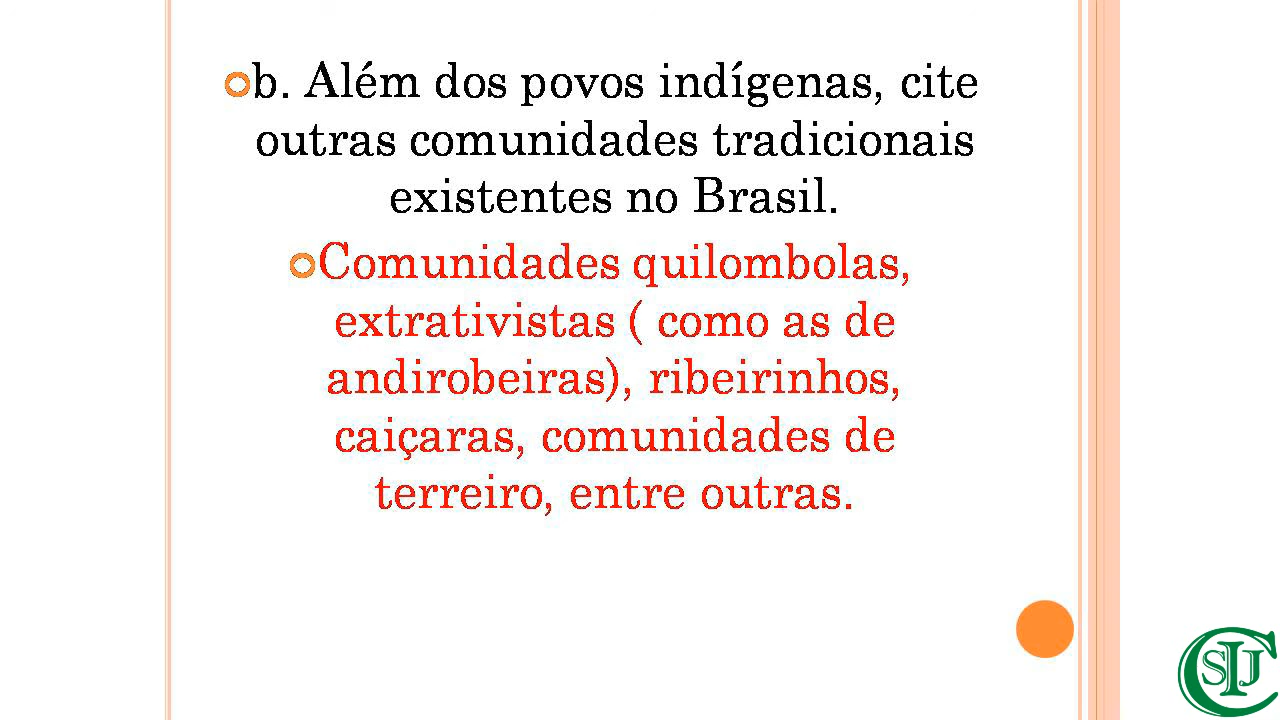 b. Além dos povos indígenas, cite
outras comunidades tradicionais
existentes no Brasil.
Comunidades quilombolas,
extrativistas ( como as de
andirobeiras), ribeirinhos,
caiçaras, comunidades de
terreiro, entre outras.
CSIJ